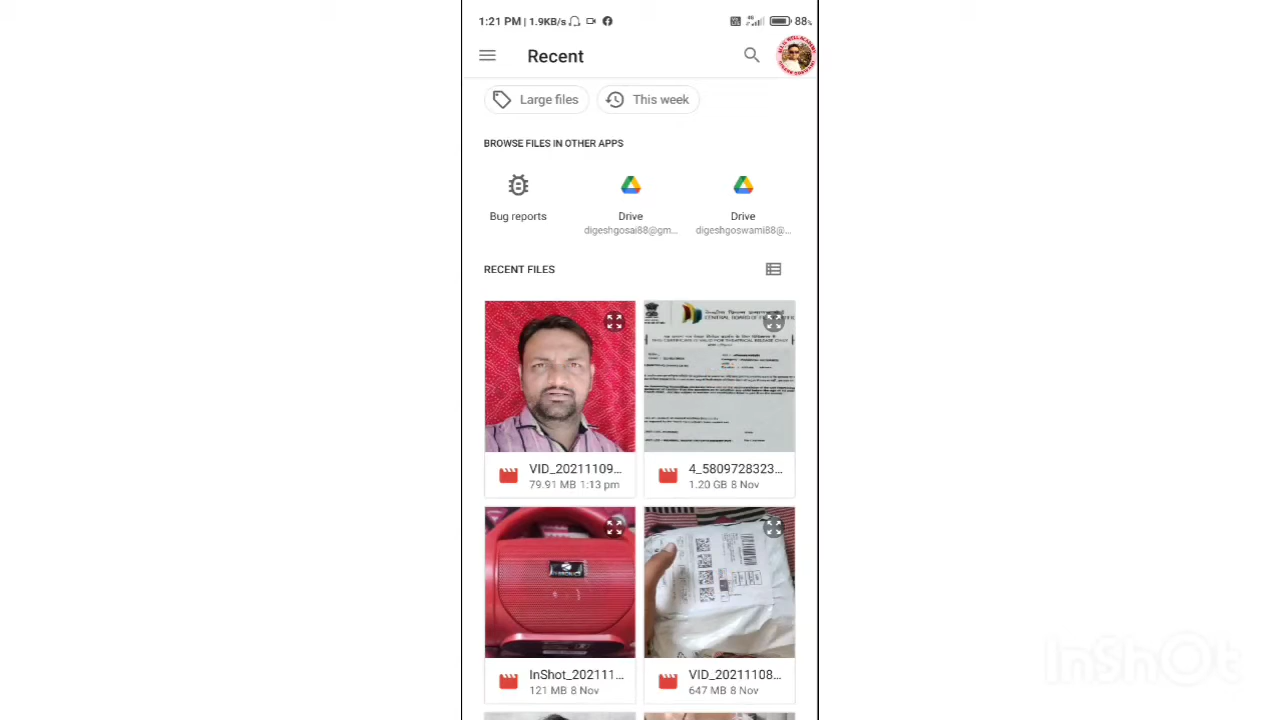 1:21 PM | 1.9KB/s
4G
88%
Recent
Large files
This week
BROWSE FILES IN OTHER APPS
Bug reports
Drive
digeshgosai88@gm...
Drive
digeshgoswami88@...
RECENT FILES
VID_20211109...
79.91 MB 1:13 pm
4_5809728323...
1.20 GB 8 Nov
InShot_202111...
121 MB 8 Nov
VID_20211108...
647 MB 8 Nov
InShOt